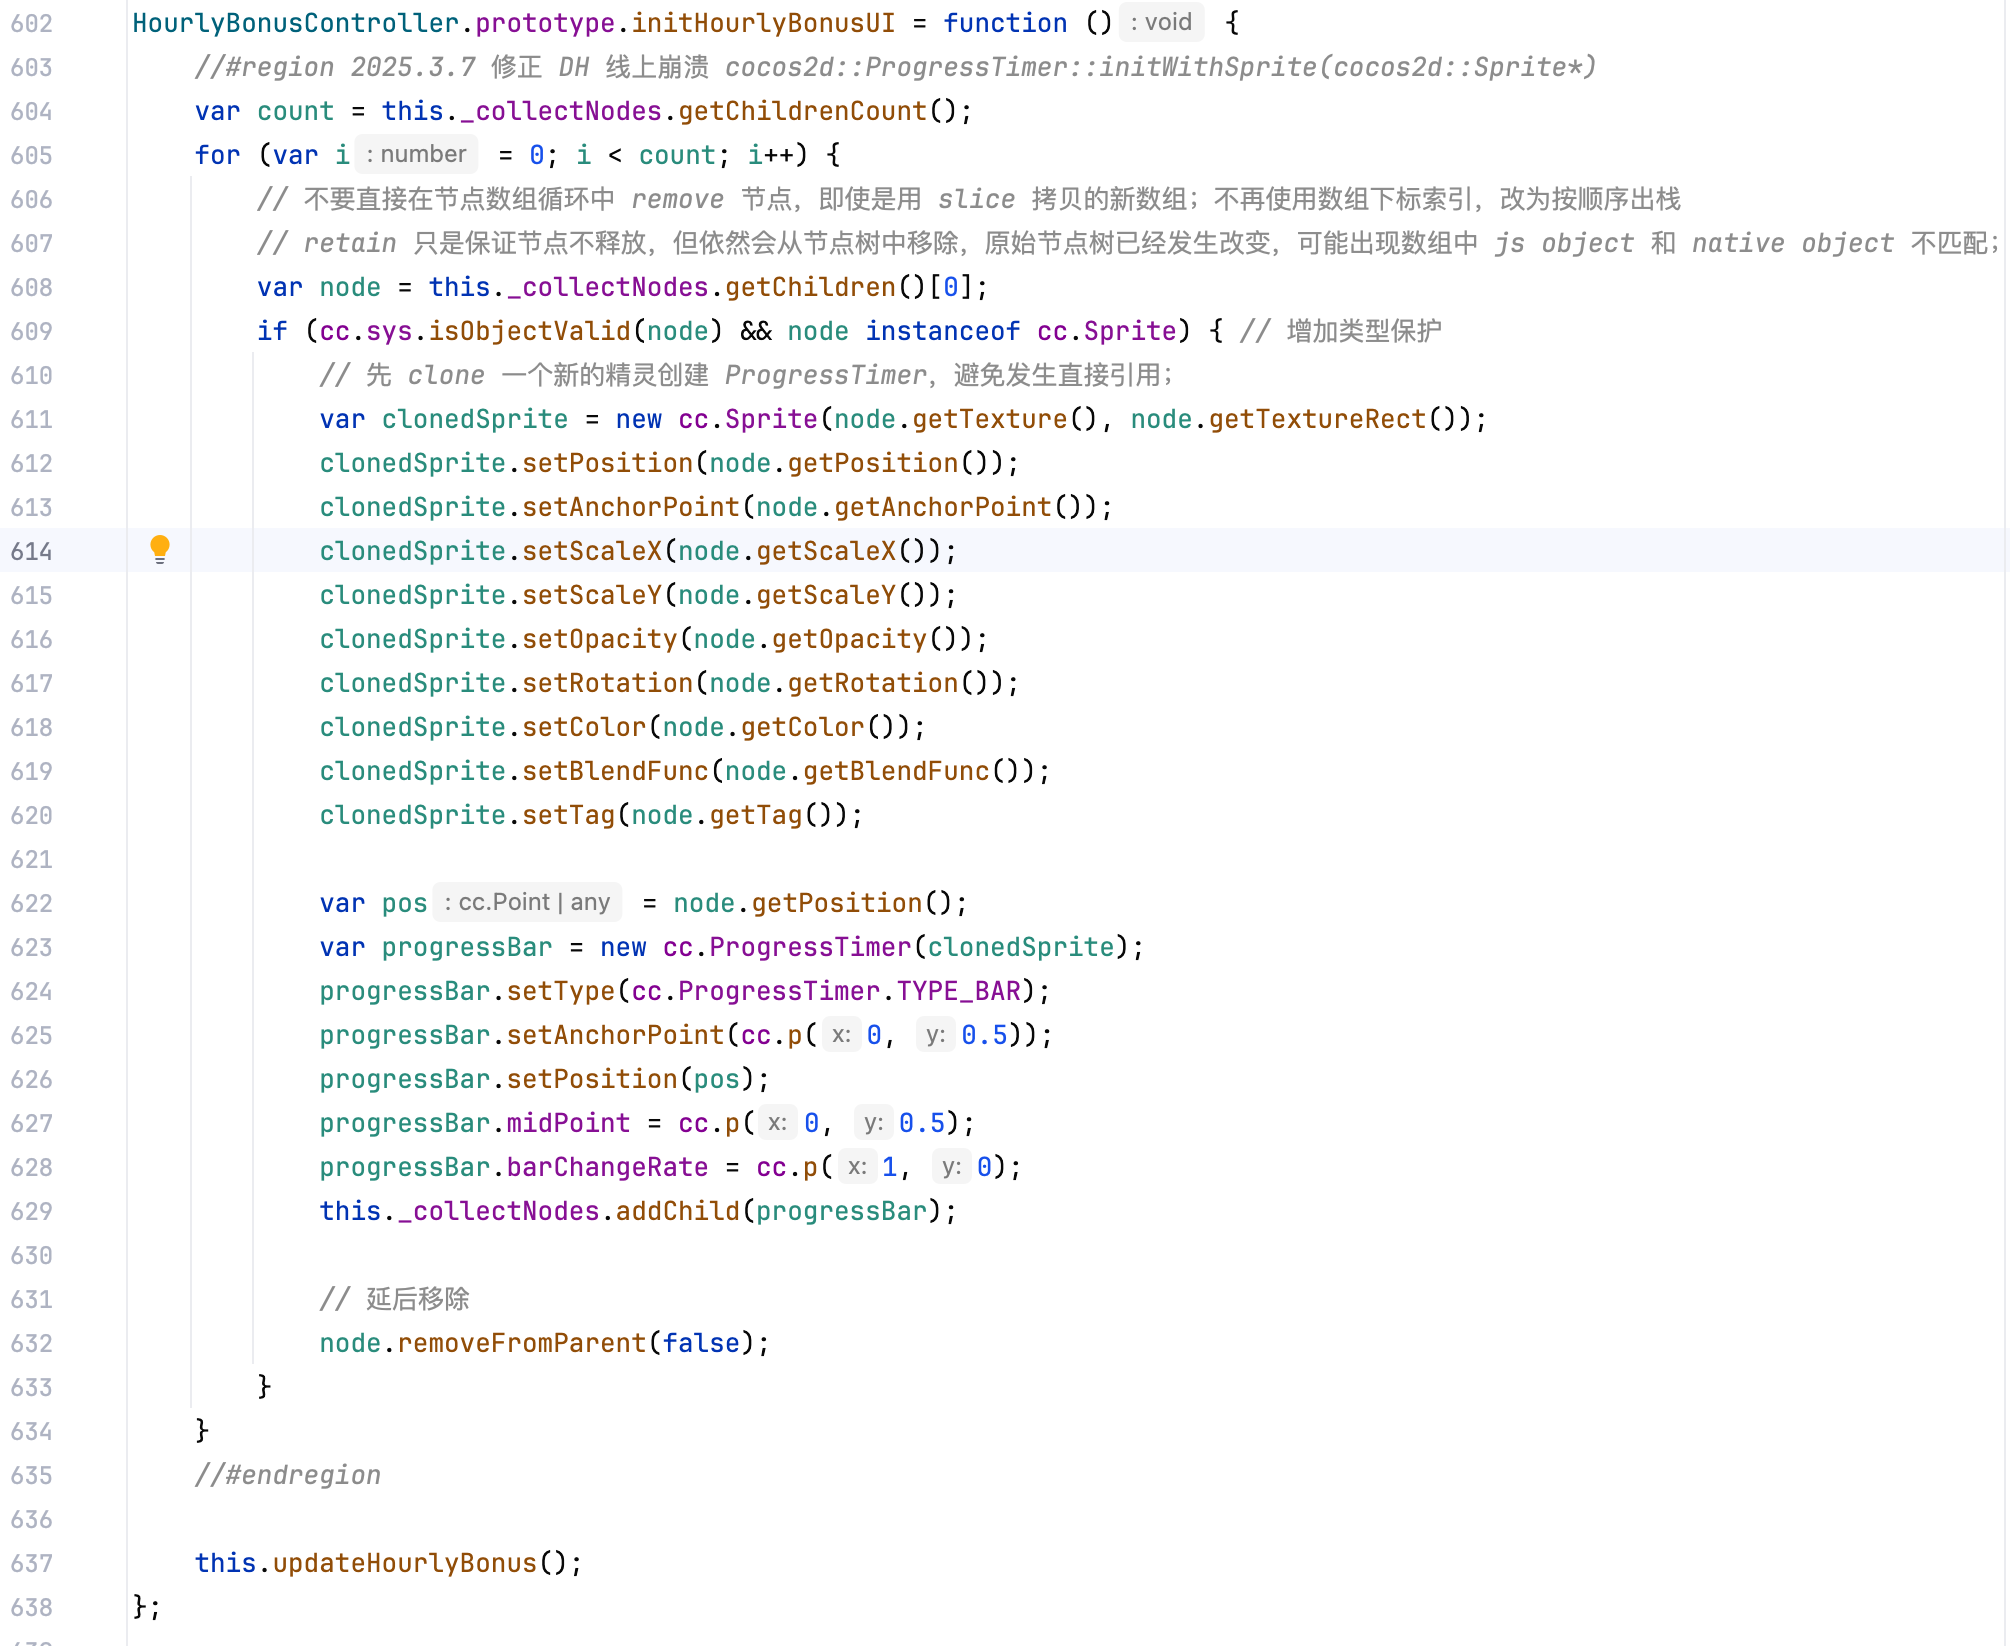 602 HourlyBonusController.prototype.initHourlyBonusUI = function () : void {
603 //#region 2025.3.7 修正 DH 线上崩溃 cocos2d::ProgressTimer::initWithSprite(cocos2d::Sprite*)
604 var count = this._collectNodes.getChildrenCount();
605 for (var i : number = 0; i < count; i++) {
606 // 不要直接在节点数组循环中 remove 节点，即使是用 slice 拷贝的新数组；不再使用数组下标索引，改为按顺序出栈
607 // retain 只是保证节点不释放，但依然会从节点树中移除，原始节点树已经发生改变，可能出现数组中 js object 和 native object 不匹配；
608 var node = this._collectNodes.getChildren()[0];
609 if (cc.sys.isObjectValid(node) && node instanceof cc.Sprite) { // 增加类型保护
610 // 先 clone 一个新的精灵创建 ProgressTimer，避免发生直接引用；
611 var clonedSprite = new cc.Sprite(node.getTexture(), node.getTextureRect());
612 clonedSprite.setPosition(node.getPosition());
613 clonedSprite.setAnchorPoint(node.getAnchorPoint());
614 clonedSprite.setScaleX(node.getScaleX());
615 clonedSprite.setScaleY(node.getScaleY());
616 clonedSprite.setOpacity(node.getOpacity());
617 clonedSprite.setRotation(node.getRotation());
618 clonedSprite.setColor(node.getColor());
619 clonedSprite.setBlendFunc(node.getBlendFunc());
620 clonedSprite.setTag(node.getTag());
621
622 var pos : cc.Point | any = node.getPosition();
623 var progressBar = new cc.ProgressTimer(clonedSprite);
624 progressBar.setType(cc.ProgressTimer.TYPE_BAR);
625 progressBar.setAnchorPoint(cc.p( x: 0, y: 0.5));
626 progressBar.setPosition(pos);
627 progressBar.midPoint = cc.p( x: 0, y: 0.5);
628 progressBar.barChangeRate = cc.p( x: 1, y: 0);
629 this._collectNodes.addChild(progressBar);
630
631 // 延后移除
632 node.removeFromParent(false);
633 }
634 }
635 //#endregion
636
637 this.updateHourlyBonus();
638 };